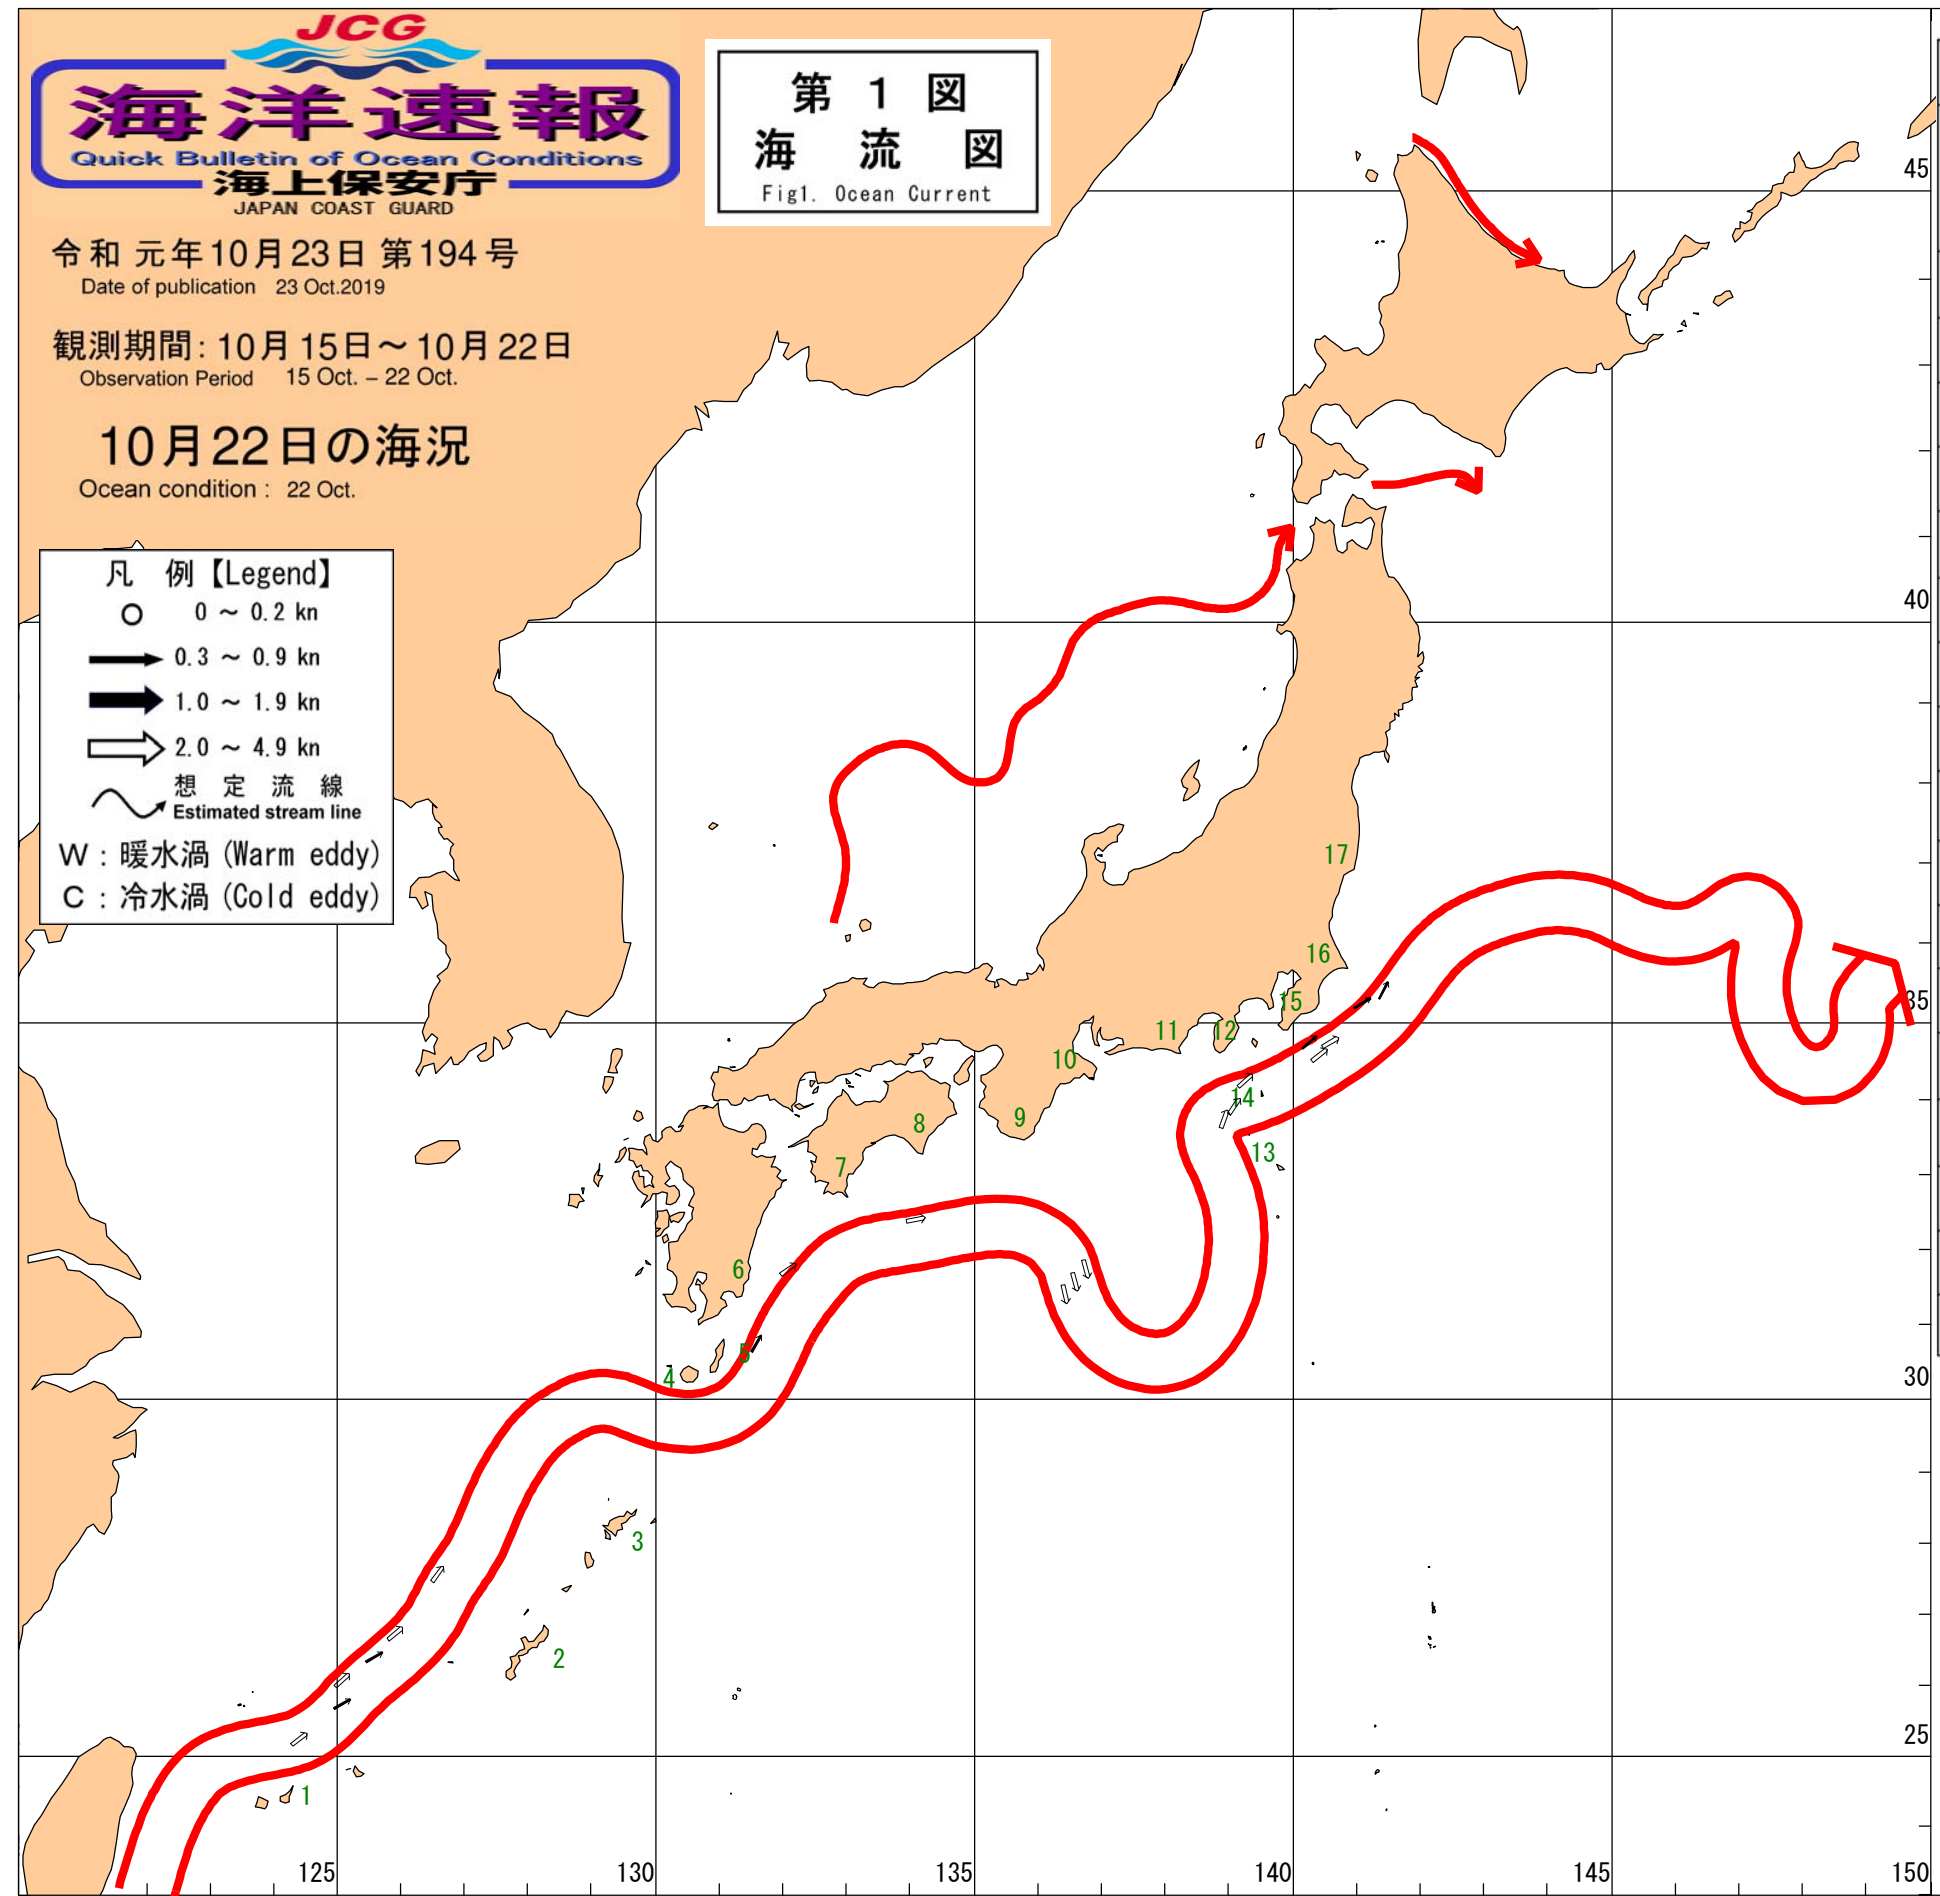 JCG
海洋速報
Quick Bulletin of Ocean Conditions
海上保安庁
JAPAN COAST GUARD
第 1 図
海 流 図
Fig1. Ocean Current
令和 元年10月23日 第194号
Date of publication 23 Oct.2019
観測期間: 10月15日～10月22日
Observation Period 15 Oct. – 22 Oct.
10月22日の海況
Ocean condition : 22 Oct.
凡 例【Legend】
0 ～ 0.2 kn
0.3 ～ 0.9 kn
1.0 ～ 1.9 kn
2.0 ～ 4.9 kn
想 定 流 線
Estimated stream line
W : 暖水渦 (Warm eddy)
C : 冷水渦 (Cold eddy)
45
40
17
16
35
15
12
11
10
14
9
8
13
7
6
5
4
30
3
2
25
1
125
130
135
140
145
150